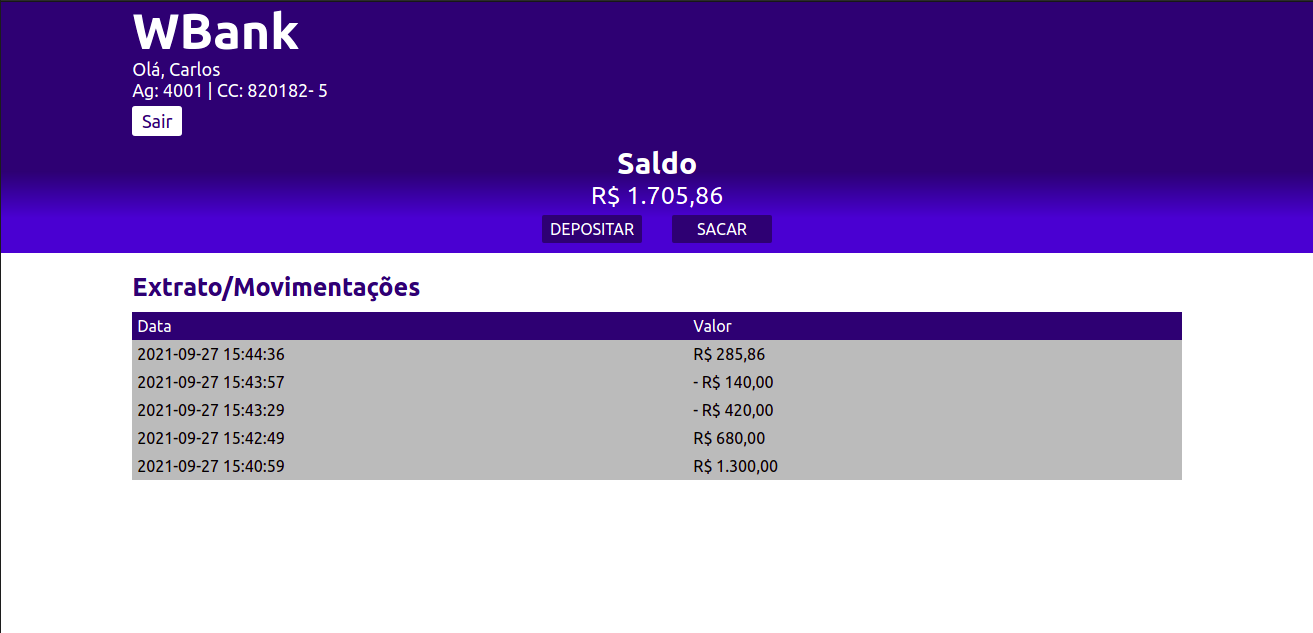 WBank
Olá, Carlos
Ag: 4001 | CC: 820182- 5
Sair
Saldo
R$ 1.705,86
DEPOSITAR SACAR
Extrato/Movimentações
Data Valor
2021-09-27 15:44:36 R$ 285,86
2021-09-27 15:43:57 - R$ 140,00
2021-09-27 15:43:29 - R$ 420,00
2021-09-27 15:42:49 R$ 680,00
2021-09-27 15:40:59 R$ 1.300,00